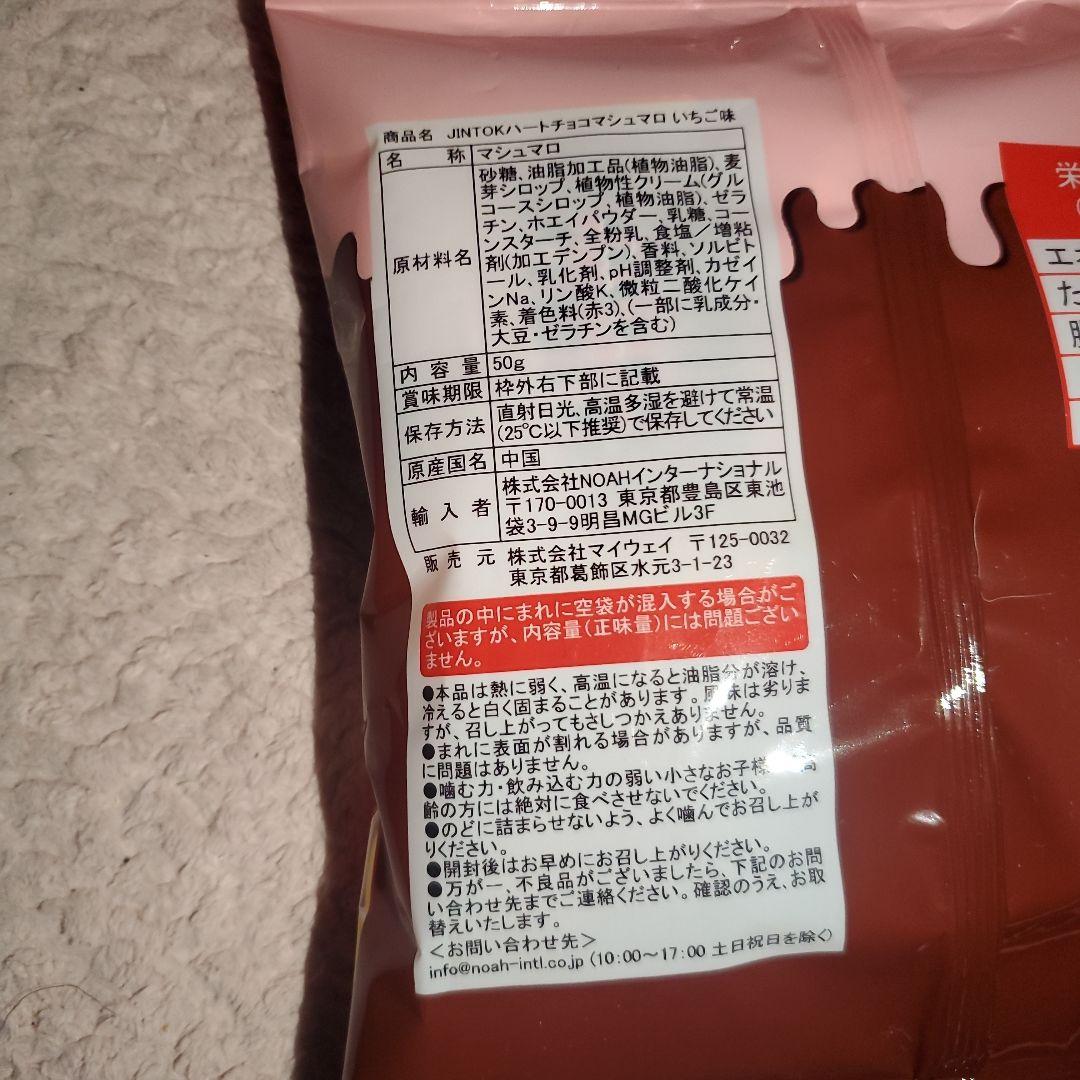 商品名 JINTOKハートチョコマシュマロ いちご味
名称 マシュマロ
原材料名 砂糖、油脂加工品(植物油脂)、麦
芽シロップ、植物性クリーム(グル
コースシロップ、植物油脂)、ゼラ
チン、ホエイパウダー、乳糖、コー
ンスターチ、全粉乳、食塩／増粘
剤(加工デンプン)、香料、ソルビト
ール、乳化剤、pH調整剤、カゼイ
ンNa、リン酸K、微粒二酸化ケイ
素、着色料(赤3)、(一部に乳成分・
大豆・ゼラチンを含む)
内容量 50g
賞味期限 枠外右下部に記載
保存方法 直射日光、高温多湿を避けて常温
(25℃以下推奨)で保存してください
原産国名 中国
輸入者 株式会社NOAHインターナショナル
〒170-0013 東京都豊島区東池
袋3-9-9明昌MGビル3F
販売元 株式会社マイウェイ 〒125-0032
東京都葛飾区水元3-1-23
製品の中にまれに空袋が混入する場合がご
ざいますが、内容量(正味量)には問題ござい
ません。
●本品は熱に弱く、高温になると油脂分が溶け、
冷えると白く固まることがあります。風味は劣りま
すが、召し上がってもさしつかえありません。
●まれに表面が割れる場合がありますが、品質
に問題はありません。
●噛む力・飲み込む力の弱い小さなお子様 高
齢の方には絶対に食べさせないでください。
●のどに詰まらせないよう、よく噛んでお召し上が
りください。
●開封後はお早めにお召し上がりください。
●万が一、不良品がございましたら、下記のお問
い合わせ先までご連絡ください。確認のうえ、お取
替えいたします。
＜お問い合わせ先＞
info@noah-intl.co.jp (10:00～17:00 土日祝日を除く)
栄
エネ
た